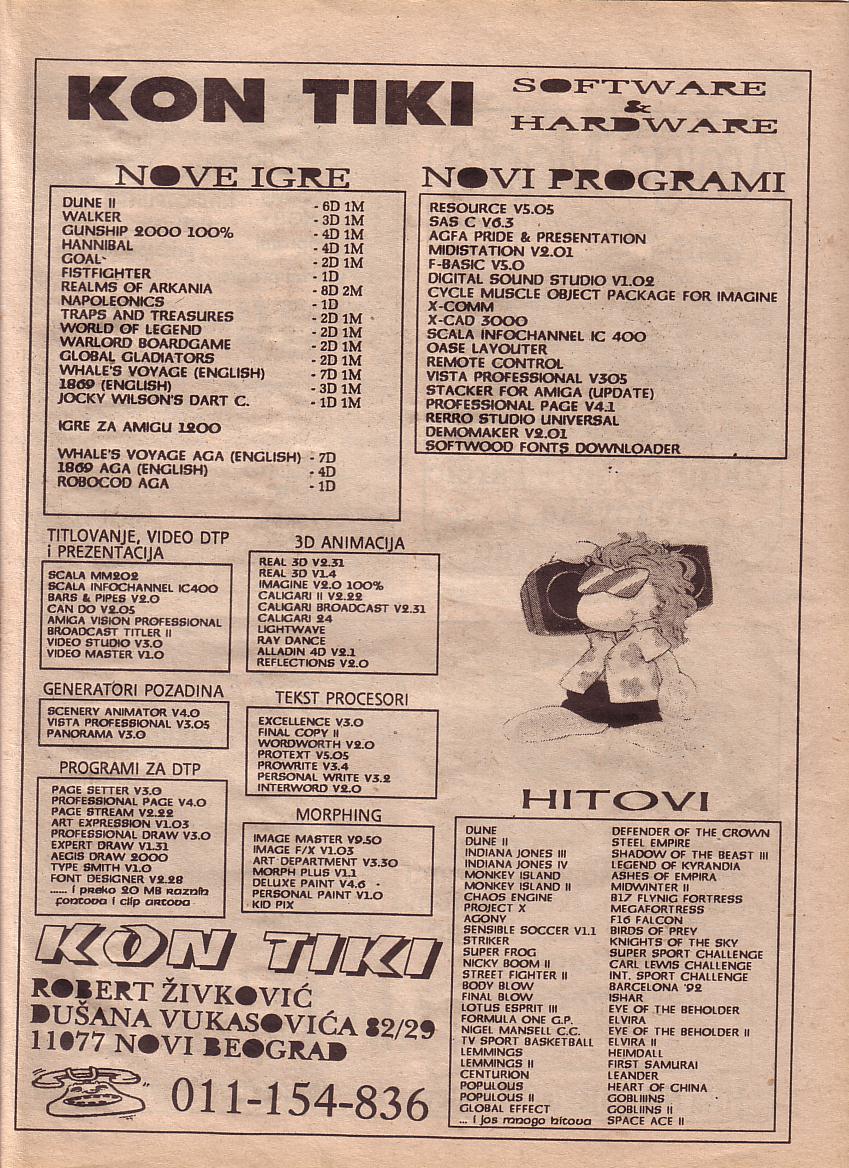 KON TIKI
SOFTWARE
&
HARDWARE
NOVE IGRE
DUNE II - 6D 1M
WALKER - 3D 1M
GUNSHIP 2000 100% - 4D 1M
HANNIBAL - 4D 1M
GOAL - 2D 1M
FISTFIGHTER - 1D
REALMS OF ARKANIA - 8D 2M
NAPOLEONICS - 1D
TRAPS AND TREASURES - 2D 1M
WORLD OF LEGEND - 2D 1M
WARLORD BOARDGAME - 2D 1M
GLOBAL GLADIATORS - 2D 1M
WHALE'S VOYAGE (ENGLISH) - 7D 1M
1869 (ENGLISH) - 3D 1M
JOCKY WILSON'S DART C. - 1D 1M
IGRE ZA AMIGU 1200
WHALE'S VOYAGE AGA (ENGLISH) - 7D
1869 AGA (ENGLISH) - 4D
ROBOCOD AGA - 1D
NOVI PROGRAMI
RESOURCE V5.05
SAS C V6.3
AGFA PRIDE & PRESENTATION
MIDISTATION V2.01
F-BASIC V5.0
DIGITAL SOUND STUDIO V1.02
CYCLE MUSCLE OBJECT PACKAGE FOR IMAGINE
X-COMM
X-CAD 3000
SCALA INFOCHANNEL IC 400
OASE LAYOUTER
REMOTE CONTROL
VISTA PROFESSIONAL V305
STACKER FOR AMIGA (UPDATE)
PROFESSIONAL PAGE V4.1
RERRO STUDIO UNIVERSAL
DEMOMAKER V2.01
SOFTWOOD FONTS DOWNLOADER
TITLOVANJE, VIDEO DTP
i PREZENTACIJA
SCALA MM202
SCALA INFOCHANNEL IC400
BARS & PIPES V2.0
CAN DO V2.05
AMIGA VISION PROFESSIONAL
BROADCAST TITLER II
VIDEO STUDIO V3.0
VIDEO MASTER V1.0
3D ANIMACIJA
REAL 3D V2.31
REAL 3D V1.4
IMAGINE V2.0 100%
CALIGARI II V2.22
CALIGARI BROADCAST V2.31
CALIGARI 24
LIGHTWAVE
RAY DANCE
ALLADIN 4D V2.1
REFLECTIONS V2.0
GENERATORI POZADINA
SCENERY ANIMATOR V4.0
VISTA PROFESSIONAL V3.05
PANORAMA V3.0
TEKST PROCESORI
EXCELLENCE V3.0
FINAL COPY II
WORDWORTH V2.0
PROTEXT V5.05
PROWRITE V3.4
PERSONAL WRITE V3.2
INTERWORD V2.0
PROGRAMI ZA DTP
PAGE SETTER V3.0
PROFESSIONAL PAGE V4.0
PAGE STREAM V2.22
ART EXPRESSION V1.03
PROFESSIONAL DRAW V3.0
EXPERT DRAW V1.31
AEGIS DRAW 2000
TYPE SMITH V1.0
FONT DESIGNER V2.28
...... i preko 20 MB raznih
fontova i clip artova
MORPHING
IMAGE MASTER V9.50
IMAGE F/X V1.03
ART DEPARTMENT V3.30
MORPH PLUS V1.1
DELUXE PAINT V4.6
PERSONAL PAINT V1.0
KID PIX
HITOVI
DUNE
DUNE II
INDIANA JONES III
INDIANA JONES IV
MONKEY ISLAND
MONKEY ISLAND II
CHAOS ENGINE
PROJECT X
AGONY
SENSIBLE SOCCER V1.1
STRIKER
SUPER FROG
NICKY BOOM II
STREET FIGHTER II
BODY BLOW
FINAL BLOW
LOTUS ESPRIT III
FORMULA ONE G.P.
NIGEL MANSELL C.C.
TV SPORT BASKETBALL
LEMMINGS
LEMMINGS II
CENTURION
POPULOUS
POPULOUS II
GLOBAL EFFECT
... i jos mnogo hitova
DEFENDER OF THE CROWN
STEEL EMPIRE
SHADOW OF THE BEAST III
LEGEND OF KYRANDIA
ASHES OF EMPIRA
MIDWINTER II
B17 FLYNIG FORTRESS
MEGAFORTRESS
F16 FALCON
BIRDS OF PREY
KNIGHTS OF THE SKY
SUPER SPORT CHALLENGE
CARL LEWIS CHALLENGE
INT. SPORT CHALLENGE
BARCELONA '92
ISHAR
EYE OF THE BEHOLDER
ELVIRA
EYE OF THE BEHOLDER II
ELVIRA II
HEIMDALL
FIRST SAMURAI
LEANDER
HEART OF CHINA
GOBLIIINS
GOBLIINS II
SPACE ACE II
KON TIKI
ROBERT ŽIVKOVIĆ
DUŠANA VUKASOVIĆA 82/29
11077 NOVI BEOGRAD
011-154-836